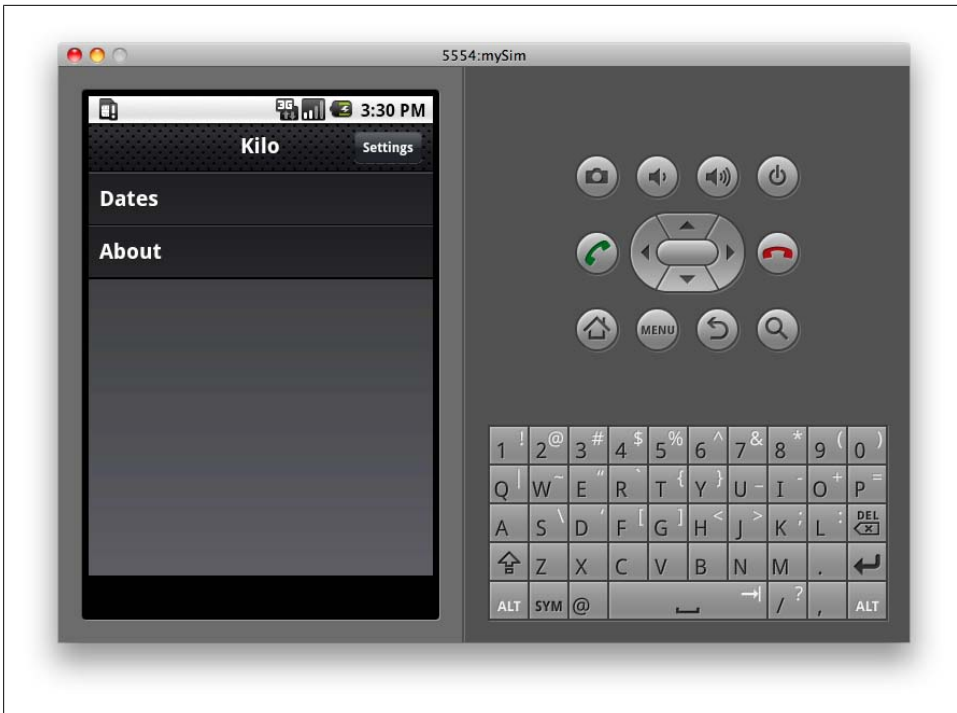 5554:mySim
3G 3:30 PM
Kilo Settings
Dates
About
MENU
1 ! 2 @ 3 # 4 $ 5 % 6 ^ 7 & 8 * 9 ( 0 )
Q | W ~ E “ R ` T { Y } U _ I - O + P =
A S \ D ' F [ G ] H < J > K ; L : DEL
Z X C V B N M .
ALT SYM @ / ? , ALT